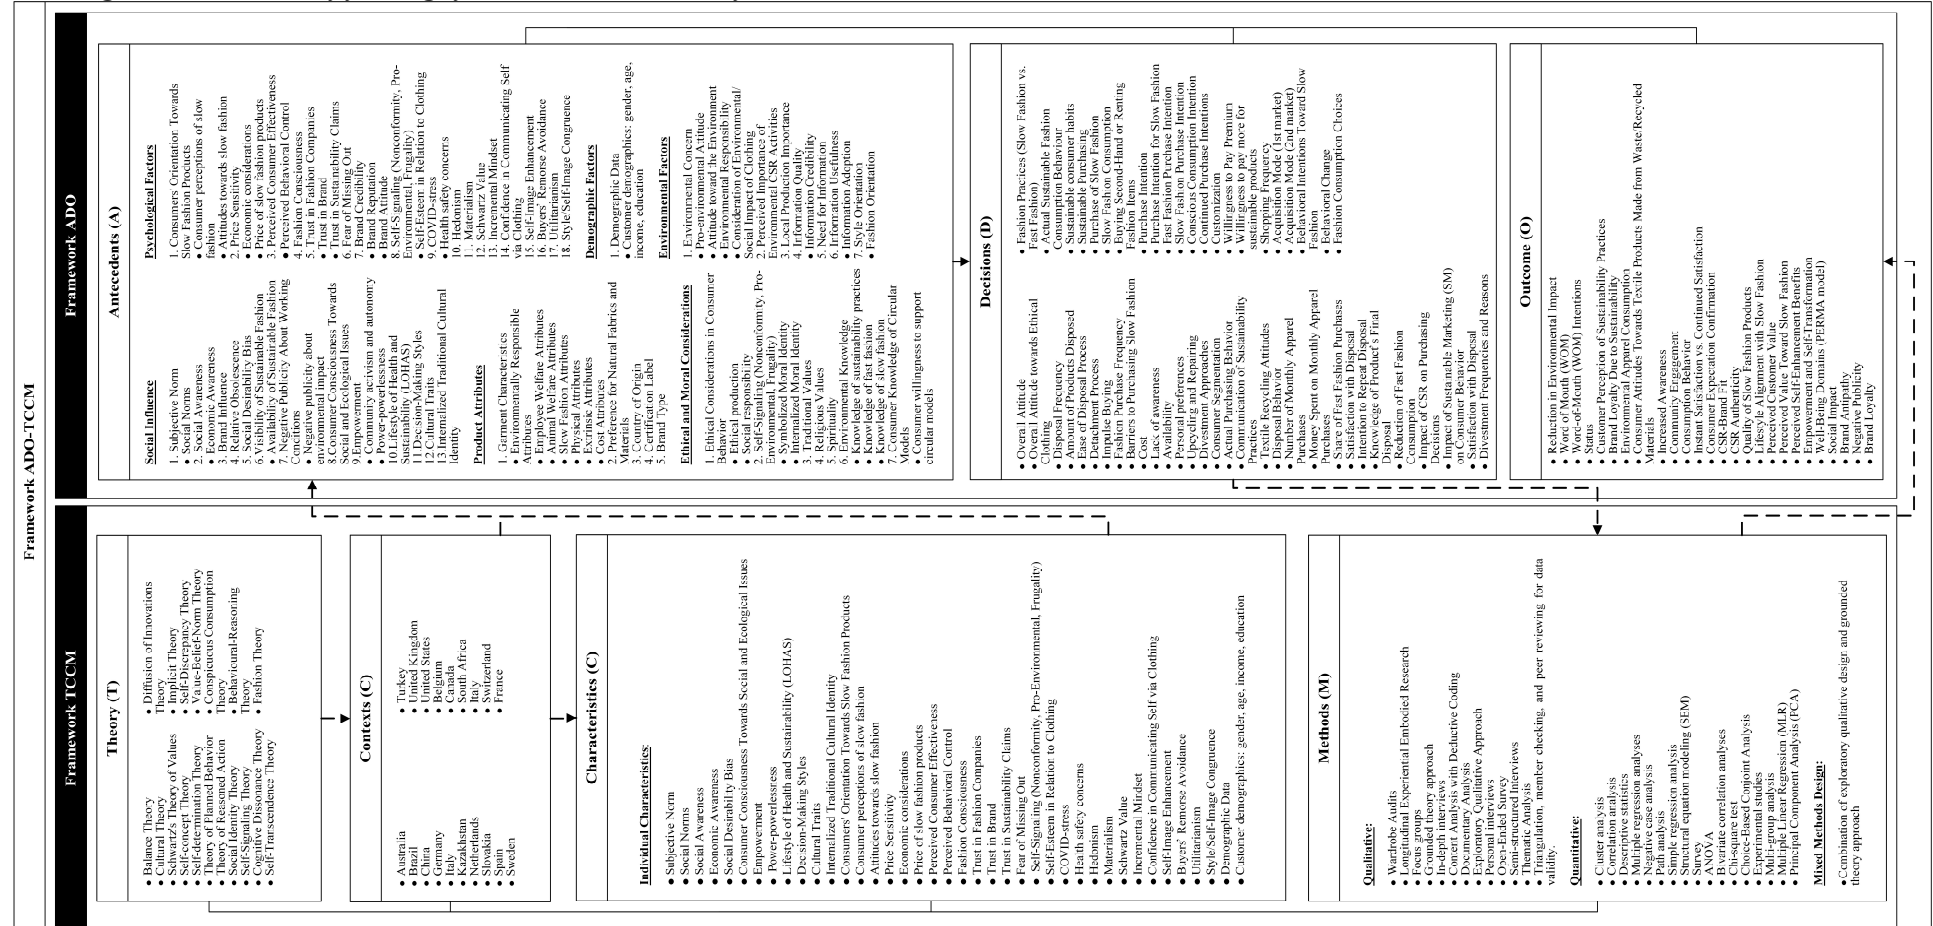 Framework ADO-TCCM
Framework TCCM
Theory (T)
• Balance Theory
• Cultural Theory
• Schwartz's Theory of Values
• Self-concept Theory
• Self-determination Theory
• Theory of Planned Behavior
• Theory of Reasoned Action
• Social Identity Theory
• Self-Signaling Theory
• Cognitive Dissonance Theory
• Self-Transcendence Theory
• Diffusion of Innovations
Theory
• Implicit Theory
• Self-Discrepancy Theory
• Value-Belief-Norm Theory
• Conspicuous Consumption
Theory
• Behavioural-Reasoning
Theory
• Fashion Theory
Contexts (C)
• Australia
• Brazil
• China
• Germany
• Italy
• Kazakhstan
• Netherlands
• Slovakia
• Spain
• Sweden
• Turkey
• United Kingdom
• United States
• Belgium
• Canada
• South Africa
• Italy
• Switzerland
• France
Characteristics (C)
Individual Characteristics:
• Subjective Norm
• Social Norms
• Social Awareness
• Economic Awareness
• Social Desirability Bias
• Consumer Consciousness Towards Social and Ecological Issues
• Empowerment
• Power-powerlessness
• Lifestyle of Health and Sustainability (LOHAS)
• Decision-Making Styles
• Cultural Traits
• Internalized Traditional Cultural Identity
• Consumers' Orientation Towards Slow Fashion Products
• Consumer perceptions of slow fashion
• Attitudes towards slow fashion
• Price Sensitivity
• Economic considerations
• Price of slow fashion products
• Perceived Consumer Effectiveness
• Perceived Behavioral Control
• Fashion Consciousness
• Trust in Fashion Companies
• Trust in Brand
• Trust in Sustainability Claims
• Fear of Missing Out
• Self-Signaling (Nonconformity, Pro-Environmental, Frugality)
• Self-Esteem in Relation to Clothing
• COVID-stress
• Health safety concerns
• Hedonism
• Materialism
• Schwartz Value
• Incremental Mindset
• Confidence in Communicating Self via Clothing
• Self-Image Enhancement
• Buyers' Remorse Avoidance
• Utilitarianism
• Style/Self-Image Congruence
• Demographic Data
• Customer demographics: gender, age, income, education
Methods (M)
Qualitative:
• Wardrobe Audits
• Longitudinal Experiential Embodied Research
• Focus groups
• Grounded theory approach
• In-depth interviews
• Content Analysis with Deductive Coding
• Documentary Analysis
• Exploratory Qualitative Approach
• Personal interviews
• Open-Ended Survey
• Semi-structured Interviews
• Thematic Analysis
• Triangulation, member checking, and peer reviewing for data
validity.
Quantitative:
• Cluster analysis
• Correlation analysis
• Descriptive statistics
• Multiple regression analyses
• Negative case analysis
• Path analysis
• Simple regression analysis
• Structural equation modeling (SEM)
• Survey
• ANOVA
• Bivariate correlation analyses
• Chi-square test
• Choice-Based Conjoint Analysis
• Experimental studies
• Multi-group analysis
• Multiple Linear Regression (MLR)
• Principal Component Analysis (PCA)
Mixed Methods Design:
•Combination of exploratory qualitative design and grounded
theory approach
Framework ADO
Antecedents (A)
Social Influence
1. Subjective Norm
• Social Norms
2. Social Awareness
• Economic Awareness
3. Brand Influence
4. Relative Obsolescence
5. Social Desirability Bias
6. Visibility of Sustainable Fashion
• Availability of Sustainable Fashion
7. Negative Publicity About Working
Conditions
• Negative publicity about
environmental impact
8. Consumer Consciousness Towards
Social and Ecological Issues
9.Empowerment
• Community activism and autonomy
• Power-powerlessness
10.Lifestyle of Health and
Sustainability (LOHAS)
11.Decision-Making Styles
12.Cultural Traits
13.Internalized Traditional Cultural
Identity
Product Attributes
1. Garment Characteristics
• Environmentally Responsible
Attributes
• Employee Welfare Attributes
• Animal Welfare Attributes
• Slow Fashion Attributes
• Physical Attributes
• Extrinsic Attributes
• Cost Attributes
2. Preference for Natural Fabrics and
Materials
3. Country of Origin
4. Certification Label
5. Brand Type
Ethical and Moral Considerations
1. Ethical Considerations in Consumer
Behavior
• Ethical production
• Social responsibility
2. Self-Signaling (Nonconformity, Pro-
Environmental, Frugality)
• Symbolized Moral Identity
• Internalized Moral Identity
3. Traditional Values
4. Religious Values
5. Spirituality
6. Environmental Knowledge
• Knowledge of sustainability practices
• Knowledge of fast fashion
• Knowledge of slow fashion
7. Consumer Knowledge of Circular
Models
• Consumer willingness to support
circular models
Psychological Factors
1. Consumers' Orientation Towards
Slow Fashion Products
• Consumer perceptions of slow
fashion
• Attitudes towards slow fashion
2. Price Sensitivity
• Economic considerations
• Price of slow fashion products
3. Perceived Consumer Effectiveness
• Perceived Behavioral Control
4. Fashion Consciousness
5. Trust in Fashion Companies
• Trust in Brand
• Trust in Sustainability Claims
6. Fear of Missing Out
7. Brand Credibility
• Brand Reputation
• Brand Attitude
8. Self-Signaling (Nonconformity, Pro-
Environmental, Frugality)
• Self-Esteem in Relation to Clothing
9. COVID-stress
• Health safety concerns
10. Hedonism
11. Materialism
12. Schwartz Value
13. Incremental Mindset
14. Confidence in Communicating Self
via Clothing
15. Self-Image Enhancement
16. Buyers' Remorse Avoidance
17. Utilitarianism
18. Style/Self-Image Congruence
Demographic Factors
1. Demographic Data
• Customer demographics: gender, age,
income, education
Environmental Factors
1. Environmental Concern
• Pro-environmental Attitude
• Attitude toward the Environment
• Environmental Responsibility
• Consideration of Environmental/
Social Impact of Clothing
2. Perceived Importance of
Environmental CSR Activities
3. Local Production Importance
4. Information Quality
• Information Credibility
5. Need for Information
6. Information Usefulness
• Information Adoption
7. Style Orientation
• Fashion Orientation
Decisions (D)
• Overall Attitude
• Overall Attitude towards Ethical
Clothing
• Disposal Frequency
• Amount of Products Disposed
• Ease of Disposal Process
• Detachment Process
• Impulse Buying
• Fashion Purchase Frequency
• Barriers to Purchasing Slow Fashion
• Cost
• Lack of awareness
• Availability
• Personal preferences
• Upcycling and Repairing
• Divestment Approaches
• Consumer Segmentation
• Actual Purchasing Behavior
• Communication of Sustainability
Practices
• Textile Recycling Attitudes
• Disposal Behavior
• Number of Monthly Apparel
Purchases
• Money Spent on Monthly Apparel
Purchases
• Share of Fast Fashion Purchases
• Satisfaction with Disposal
• Intention to Repeat Disposal
• Knowledge of Product's Final
Disposal
• Reduction of Fast Fashion
Consumption
• Impact of CSR on Purchasing
Decisions
• Impact of Sustainable Marketing (SM)
on Consumer Behavior
• Satisfaction with Disposal
• Divestment Frequencies and Reasons
• Fashion Practices (Slow Fashion vs.
Fast Fashion)
• Actual Sustainable Fashion
Consumption Behavior
• Sustainable consumer habits
• Sustainable Purchasing
• Purchase of Slow Fashion
• Slow Fashion Consumption
• Buying Second-Hand or Renting
Fashion Items
• Purchase Intention
• Purchase Intention for Slow Fashion
• Fast Fashion Purchase Intention
• Slow Fashion Purchase Intention
• Conscious Consumption Intention
• Continued Purchase Intentions
• Customization
• Willingness to Pay Premium
• Willingness to pay more for
sustainable products
• Shopping Frequency
• Acquisition Mode (1st market)
• Acquisition Mode (2nd market)
• Behavioral Intentions Toward Slow
Fashion
• Behavioral Change
• Fashion Consumption Choices
Outcome (O)
• Reduction in Environmental Impact
• Word of Mouth (WOM)
• Word-of-Mouth (WOM) Intentions
• Status
• Customer Perception of Sustainability Practices
• Brand Loyalty Due to Sustainability
• Environmental Apparel Consumption
• Consumer Attitudes Towards Textile Products Made from Waste/Recycled
Materials
• Increased Awareness
• Community Engagement
• Consumption Behavior
• Instant Satisfaction vs. Continued Satisfaction
• Consumer Expectation Confirmation
• CSR-Brand Fit
• CSR Authenticity
• Quality of Slow Fashion Products
• Lifestyle Alignment with Slow Fashion
• Perceived Customer Value
• Perceived Value Toward Slow Fashion
• Perceived Self-Enhancement Benefits
• Empowerment and Self-Transformation
• Well-Being Domains (PERMA model)
• Social Impact
• Brand Antipathy
• Negative Publicity
• Brand Loyalty